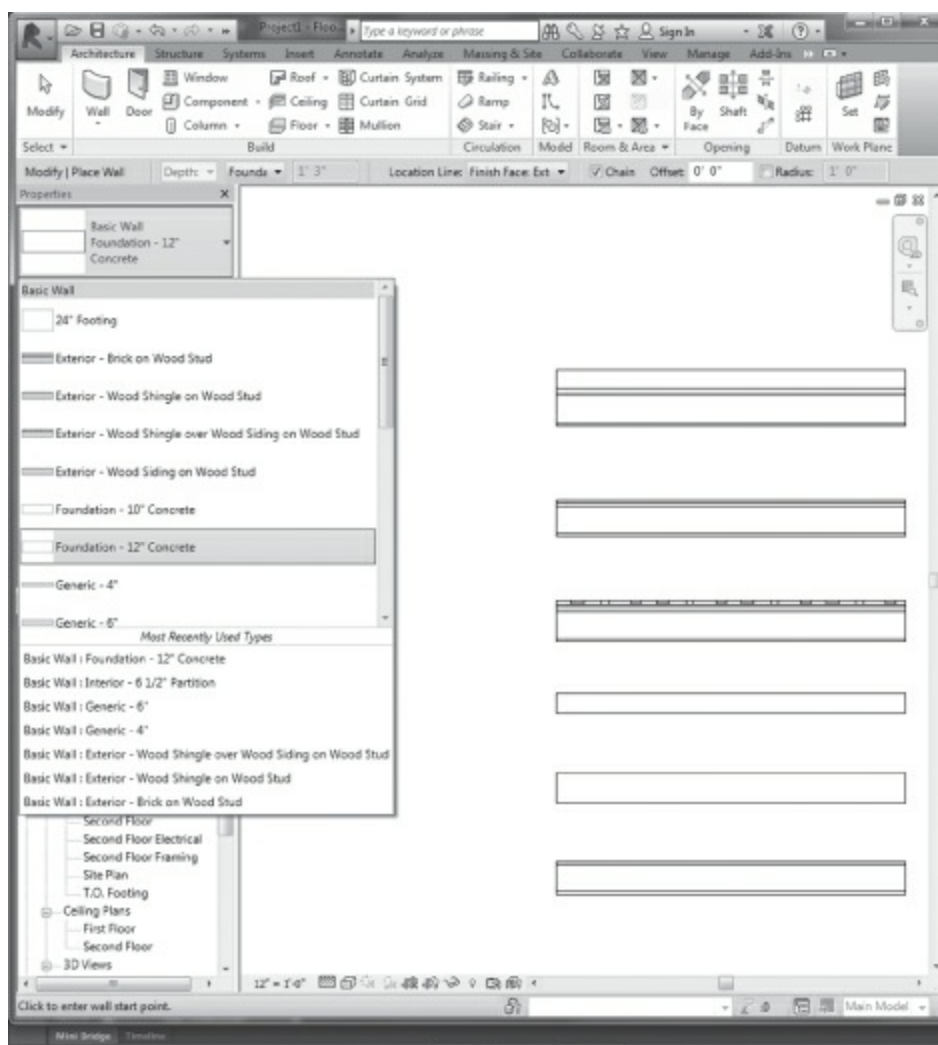 Project1 - Floo...
Type a keyword or phrase
Sign In
Architecture Structure Systems Insert Annotate Analyze Massing & Site Collaborate View Manage Add-Ins
Modify
Wall
Door
Window
Component
Column
Roof
Ceiling
Floor
Curtain System
Curtain Grid
Mullion
Railing
Ramp
Stair
By Face
Shaft
Set
Select
Build
Circulation
Model
Room & Area
Opening
Datum
Work Plane
Modify | Place Wall
Depth:
Founda
1' 3"
Location Line: Finish Face: Ext
Chain
Offset: 0' 0"
Radius: 1' 0"
Properties
Basic Wall
Foundation - 12"
Concrete
Basic Wall
24" Footing
Exterior - Brick on Wood Stud
Exterior - Wood Shingle on Wood Stud
Exterior - Wood Shingle over Wood Siding on Wood Stud
Exterior - Wood Siding on Wood Stud
Foundation - 10" Concrete
Foundation - 12" Concrete
Generic - 4"
Generic - 6"
Most Recently Used Types
Basic Wall : Foundation - 12" Concrete
Basic Wall : Interior - 6 1/2" Partition
Basic Wall : Generic - 6"
Basic Wall : Generic - 4"
Basic Wall : Exterior - Wood Shingle over Wood Siding on Wood Stud
Basic Wall : Exterior - Wood Shingle on Wood Stud
Basic Wall : Exterior - Brick on Wood Stud
Second Floor
Second Floor Electrical
Second Floor Framing
Site Plan
T.O. Footing
Ceiling Plans
First Floor
Second Floor
3D Views
12" = 1'-0"
Click to enter wall start point.
:0
Main Model
Mini Bridge Timeline